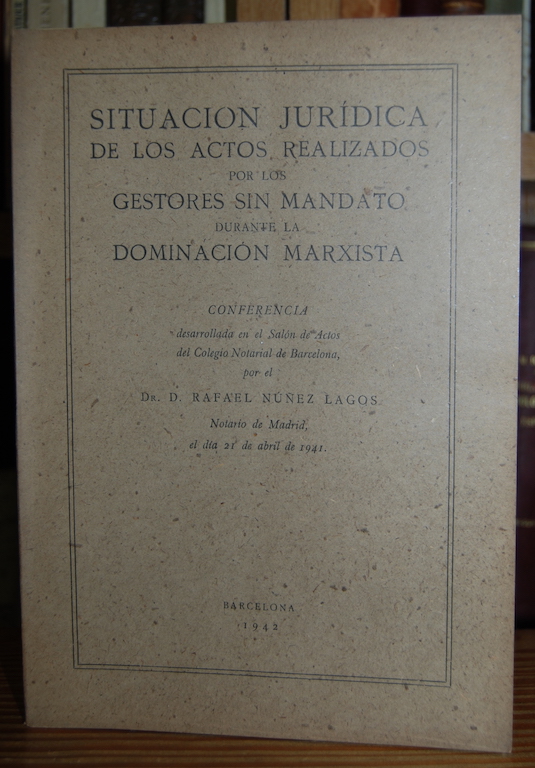 SITUACION JURÍDICA
DE LOS ACTOS REALIZADOS
POR LOS
GESTORES SIN MANDATO
DURANTE LA
DOMINACIÓN MARXISTA
CONFERENCIA
desarrollada en el Salón de Actos
del Colegio Notarial de Barcelona,
por el
DR. D. RAFAEL NÚÑEZ LAGOS
Notario de Madrid,
el día 21 de abril de 1941.
BARCELONA
1942